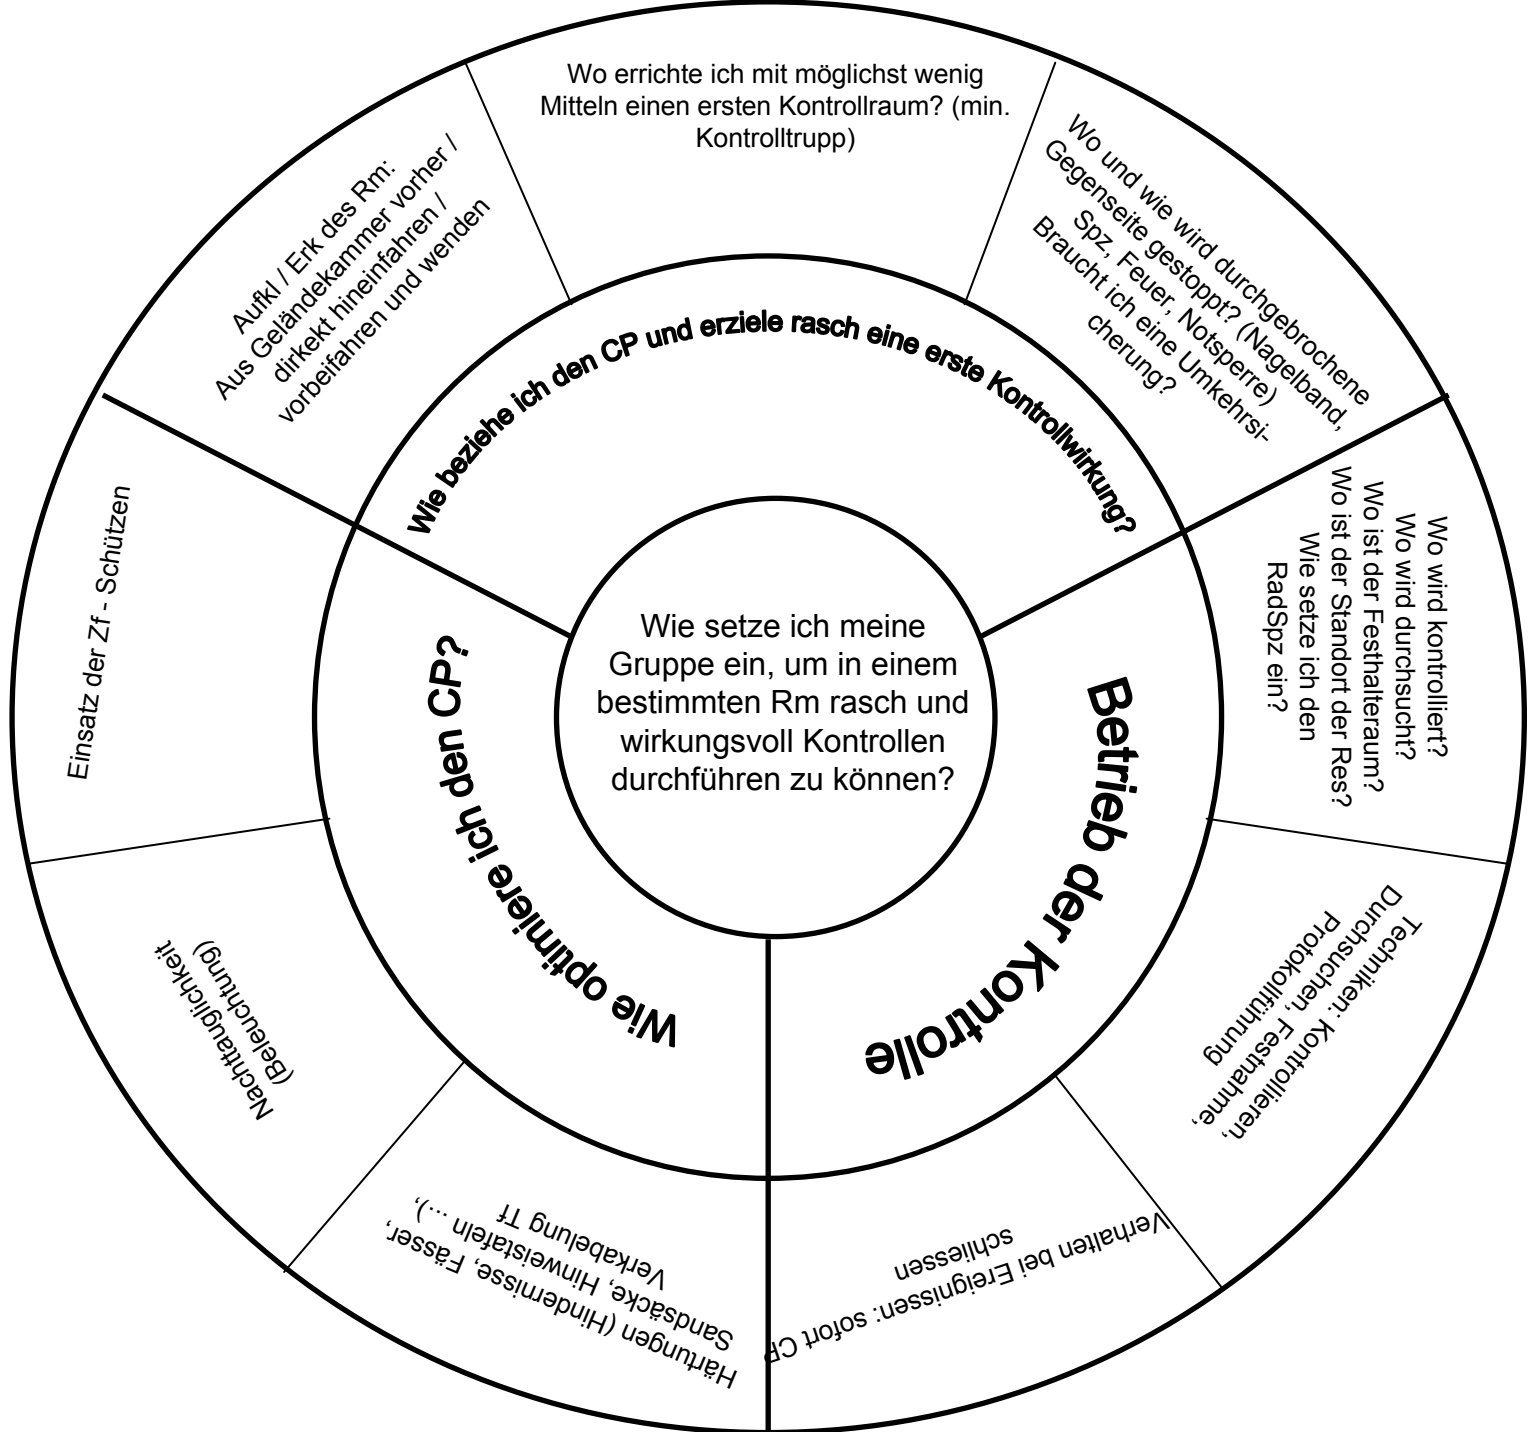 Wo errichte ich mit möglichst wenig
Mitteln einen ersten Kontrollraum? (min.
Kontrolltrupp)
Wo und wie wird durchgebrochene
Gegenseite gestoppt? (Nagelband,
Spz, Feuer, Notsperre)
Braucht ich eine Umkehrsi-
cherung?
Aufkl / Erk des Rm:
Aus Geländekammer vorher /
dirkekt hineinfahren /
vorbeifahren und wenden
Wie beziehe ich den CP und erziele rasch eine erste Kontrollwirkung?
Wie setze ich meine
Gruppe ein, um in einem
bestimmten Rm rasch und
wirkungsvoll Kontrollen
durchführen zu können?
Betrieb der Kontrolle
Wo wird kontrolliert?
Wo wird durchsucht?
Wo ist der Festhalteraum?
Wo ist der Standort der Res?
Wie setze ich den
RadSpz ein?
Techniken: Kontrollieren,
Durchsuchen, Festnahme,
Protokollführung
Verhalten bei Ereignissen: sofort CP
schliessen
Wie optimiere ich den CP?
Härtungen (Hindernisse, Fässer,
Sandsäcke, Hinweistafeln …),
Verkabelung Tf
Nachttauglichkeit
(Beleuchtung)
Einsatz der Zf - Schützen